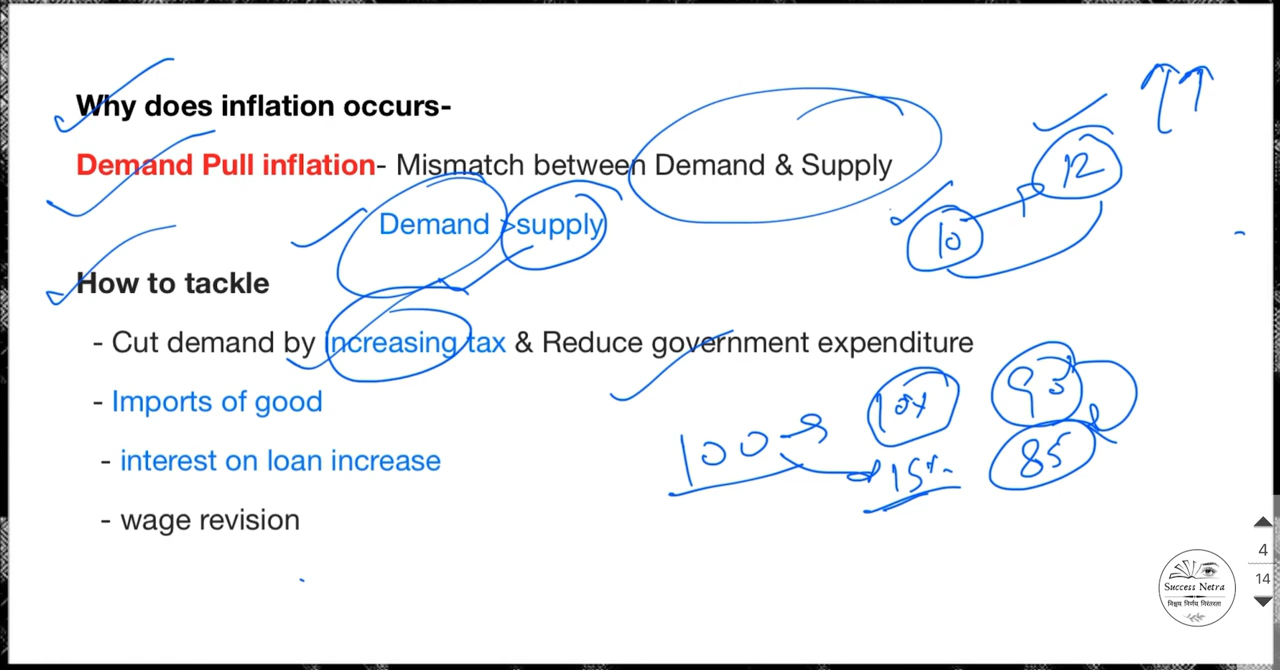 Why does inflation occurs-
Demand Pull inflation- Mismatch between Demand & Supply
Demand >supply
12
10
How to tackle
- Cut demand by increasing tax & Reduce government expenditure
- Imports of good
- interest on loan increase
- wage revision
100
15%
85
4
14
Success Netra